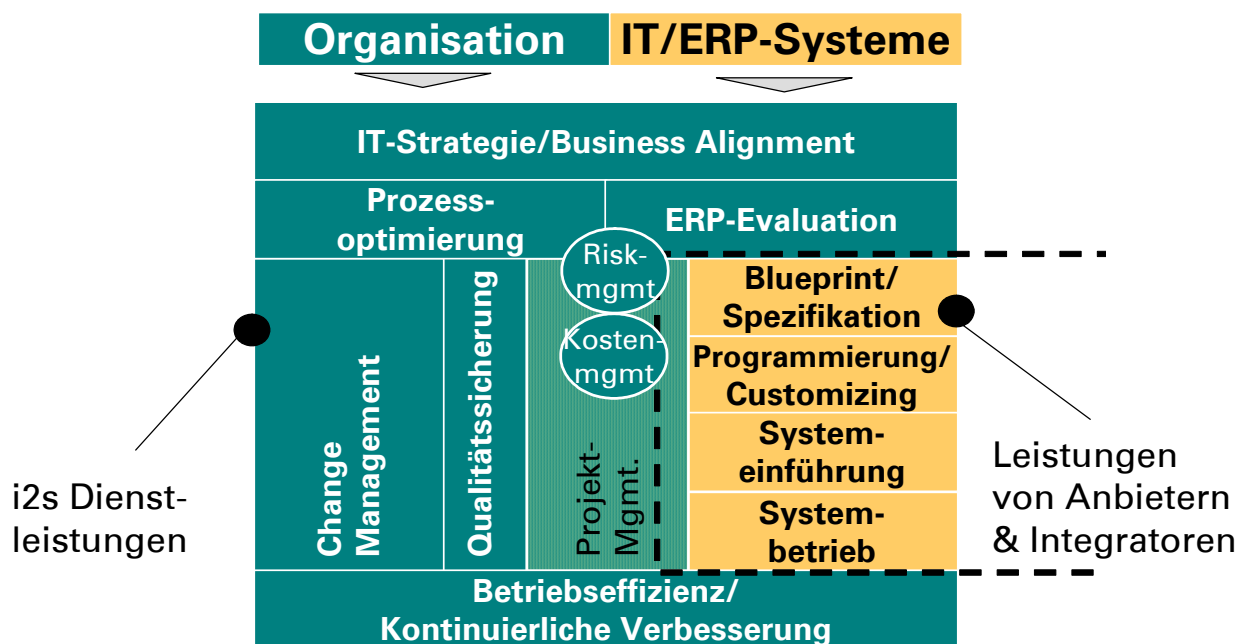 Organisation
IT/ERP-Systeme
IT-Strategie/Business Alignment
Prozess-
optimierung
ERP-Evaluation
Risk-
mgmt.
Kosten-
mgmt.
Change
Management
Qualitätssicherung
Projekt-
Mgmt.
Blueprint/
Spezifikation
Programmierung/
Customizing
System-
einführung
System-
betrieb
Betriebseffizienz/
Kontinuierliche Verbesserung
i2s Dienst-
leistungen
Leistungen
von Anbietern
& Integratoren